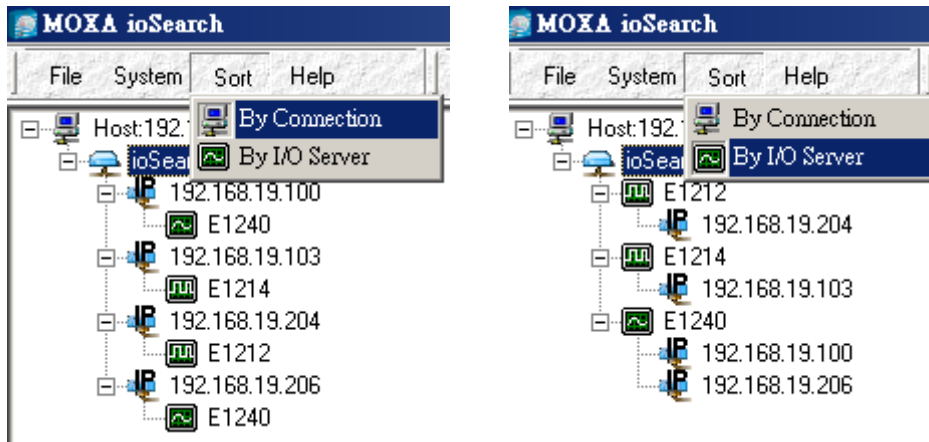 MOXA ioSearch
File System Sort Help
By Connection
By I/O Server
Host:192.
ioSea
192.168.19.100
E1240
192.168.19.103
E1214
192.168.19.204
E1212
192.168.19.206
E1240
MOXA ioSearch
File System Sort Help
By Connection
By I/O Server
Host:192.
ioSea
E1212
192.168.19.204
E1214
192.168.19.103
E1240
192.168.19.100
192.168.19.206